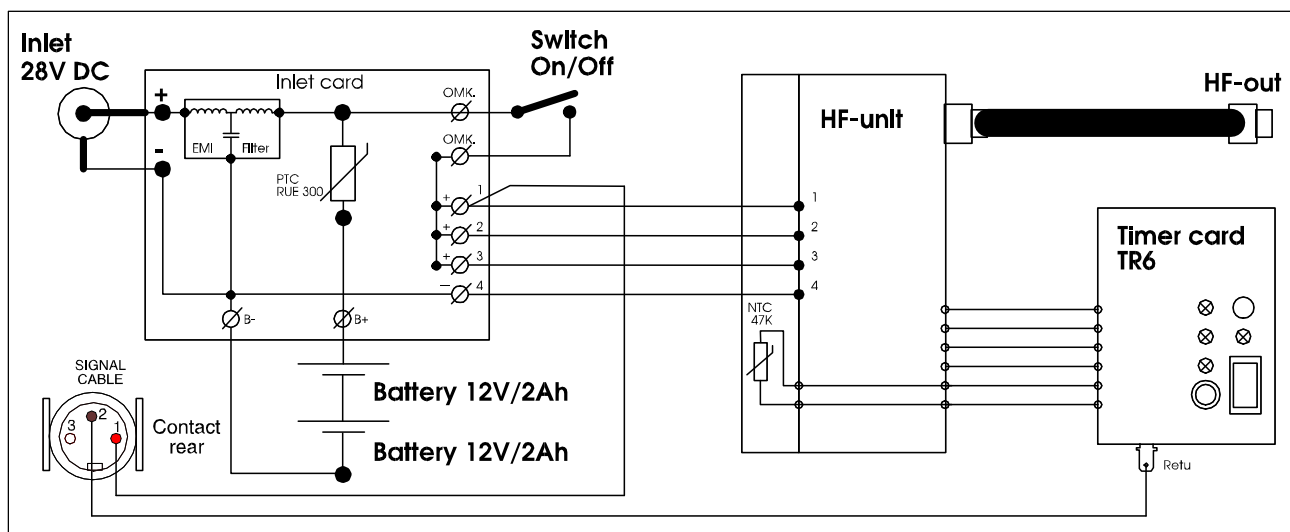 Inlet
28V DC
+
-
Inlet card
EMI Filter
PTC
RUE 300
OMK.
OMK.
+ 1
+ 2
+ 3
− 4
B-
B+
Switch
On/Off
HF-unit
1
2
3
4
NTC
47K
HF-out
Timer card
TR6
Retu
Battery 12V/2Ah
Battery 12V/2Ah
SIGNAL
CABLE
2
3
1
Contact
rear